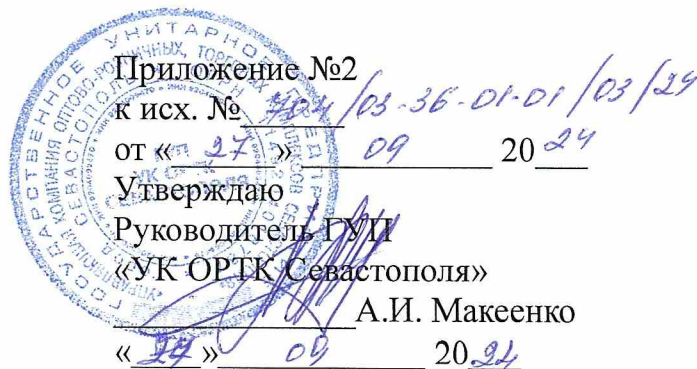 Приложение №2
к исх. № 704/03-36-01-01/03/24
от « 27 » 09 20 24
Утверждаю
Руководитель ГУП
«УК ОРТК Севастополя»
А.И. Макеенко
« 27 » 09 20 24